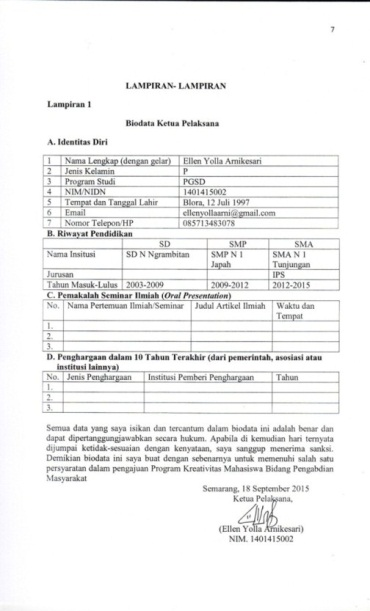 7
LAMPIRAN- LAMPIRAN
Lampiran 1
Biodata Ketua Pelaksana
A. Identitas Diri
1 Nama Lengkap (dengan gelar) Ellen Yolla Arnikesari
2 Jenis Kelamin P
3 Program Studi PGSD
4 NIM/NIDN 1401415002
5 Tempat dan Tanggal Lahir Blora, 12 Juli 1997
6 Email ellenyollaarni@gmail.com
7 Nomor Telepon/HP 085713483078
B. Riwayat Pendidikan
SD SMP SMA
Nama Insitusi SD N Ngrambitan SMP N 1 SMA N 1
Japah Tunjungan
Jurusan IPS
Tahun Masuk-Lulus 2003-2009 2009-2012 2012-2015
C. Pemakalah Seminar Ilmiah (Oral Presentation)
No. Nama Pertemuan Ilmiah/Seminar Judul Artikel Ilmiah Waktu dan
Tempat
1.
2.
3.
D. Penghargaan dalam 10 Tahun Terakhir (dari pemerintah, asosiasi atau
institusi lainnya)
No. Jenis Penghargaan Institusi Pemberi Penghargaan Tahun
1.
2.
3.
Semua data yang saya isikan dan tercantum dalam biodata ini adalah benar dan
dapat dipertanggungjawabkan secara hukum. Apabila di kemudian hari ternyata
dijumpai ketidak-sesuaian dengan kenyataan, saya sanggup menerima sanksi.
Demikian biodata ini saya buat dengan sebenarnya untuk memenuhi salah satu
persyaratan dalam pengajuan Program Kreativitas Mahasiswa Bidang Pengabdian
Masyarakat
Semarang, 18 September 2015
Ketua Pelaksana,
(Ellen Yolla Arnikesari)
NIM. 1401415002